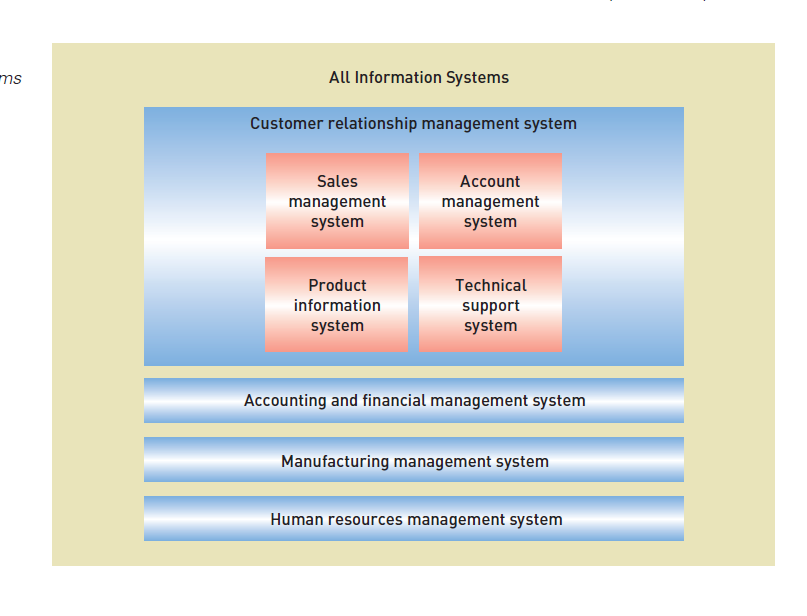 ms
All Information Systems
Customer relationship management system
Sales
management
system
Account
management
system
Product
information
system
Technical
support
system
Accounting and financial management system
Manufacturing management system
Human resources management system